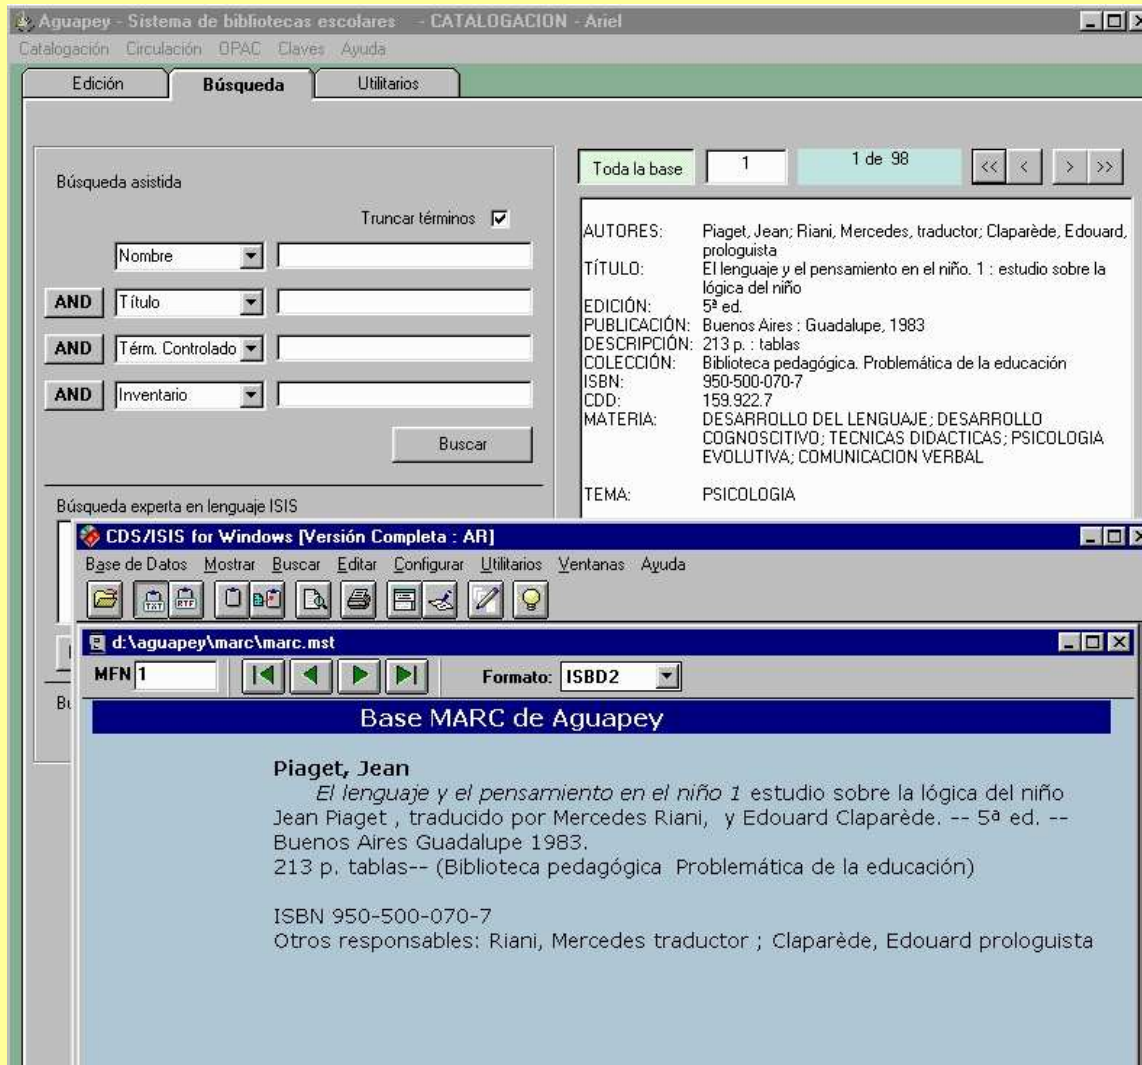 Aguapey - Sistema de bibliotecas escolares - CATALOGACION - Ariel
Catalogación Circulación OPAC Claves Ayuda
Edición Búsqueda Utilitarios
Búsqueda asistida
Truncar términos
Nombre
AND Título
AND Térm. Controlado
AND Inventario
Buscar
Búsqueda experta en lenguaje ISIS
Toda la base 1 1 de 98 << < > >>
AUTORES: Piaget, Jean; Riani, Mercedes, traductor; Claparède, Edouard,
prologuista
TÍTULO: El lenguaje y el pensamiento en el niño. 1 : estudio sobre la
lógica del niño
EDICIÓN: 5ª ed.
PUBLICACIÓN: Buenos Aires : Guadalupe, 1983
DESCRIPCIÓN: 213 p. : tablas
COLECCIÓN: Biblioteca pedagógica. Problemática de la educación
ISBN: 950-500-070-7
CDD: 159.922.7
MATERIA: DESARROLLO DEL LENGUAJE; DESARROLLO
COGNOSCITIVO; TECNICAS DIDACTICAS; PSICOLOGIA
EVOLUTIVA; COMUNICACION VERBAL
TEMA: PSICOLOGIA
CDS/ISIS for Windows [Versión Completa : AR]
Base de Datos Mostrar Buscar Editar Configurar Utilitarios Ventanas Ayuda
TXT RTF
d:\aguapey\marc\marc.mst
MFN 1 Formato: ISBD2
Base MARC de Aguapey
Piaget, Jean
El lenguaje y el pensamiento en el niño 1 estudio sobre la lógica del niño
Jean Piaget , traducido por Mercedes Riani, y Edouard Claparède. -- 5ª ed. --
Buenos Aires Guadalupe 1983.
213 p. tablas-- (Biblioteca pedagógica Problemática de la educación)
ISBN 950-500-070-7
Otros responsables: Riani, Mercedes traductor ; Claparède, Edouard prologuista